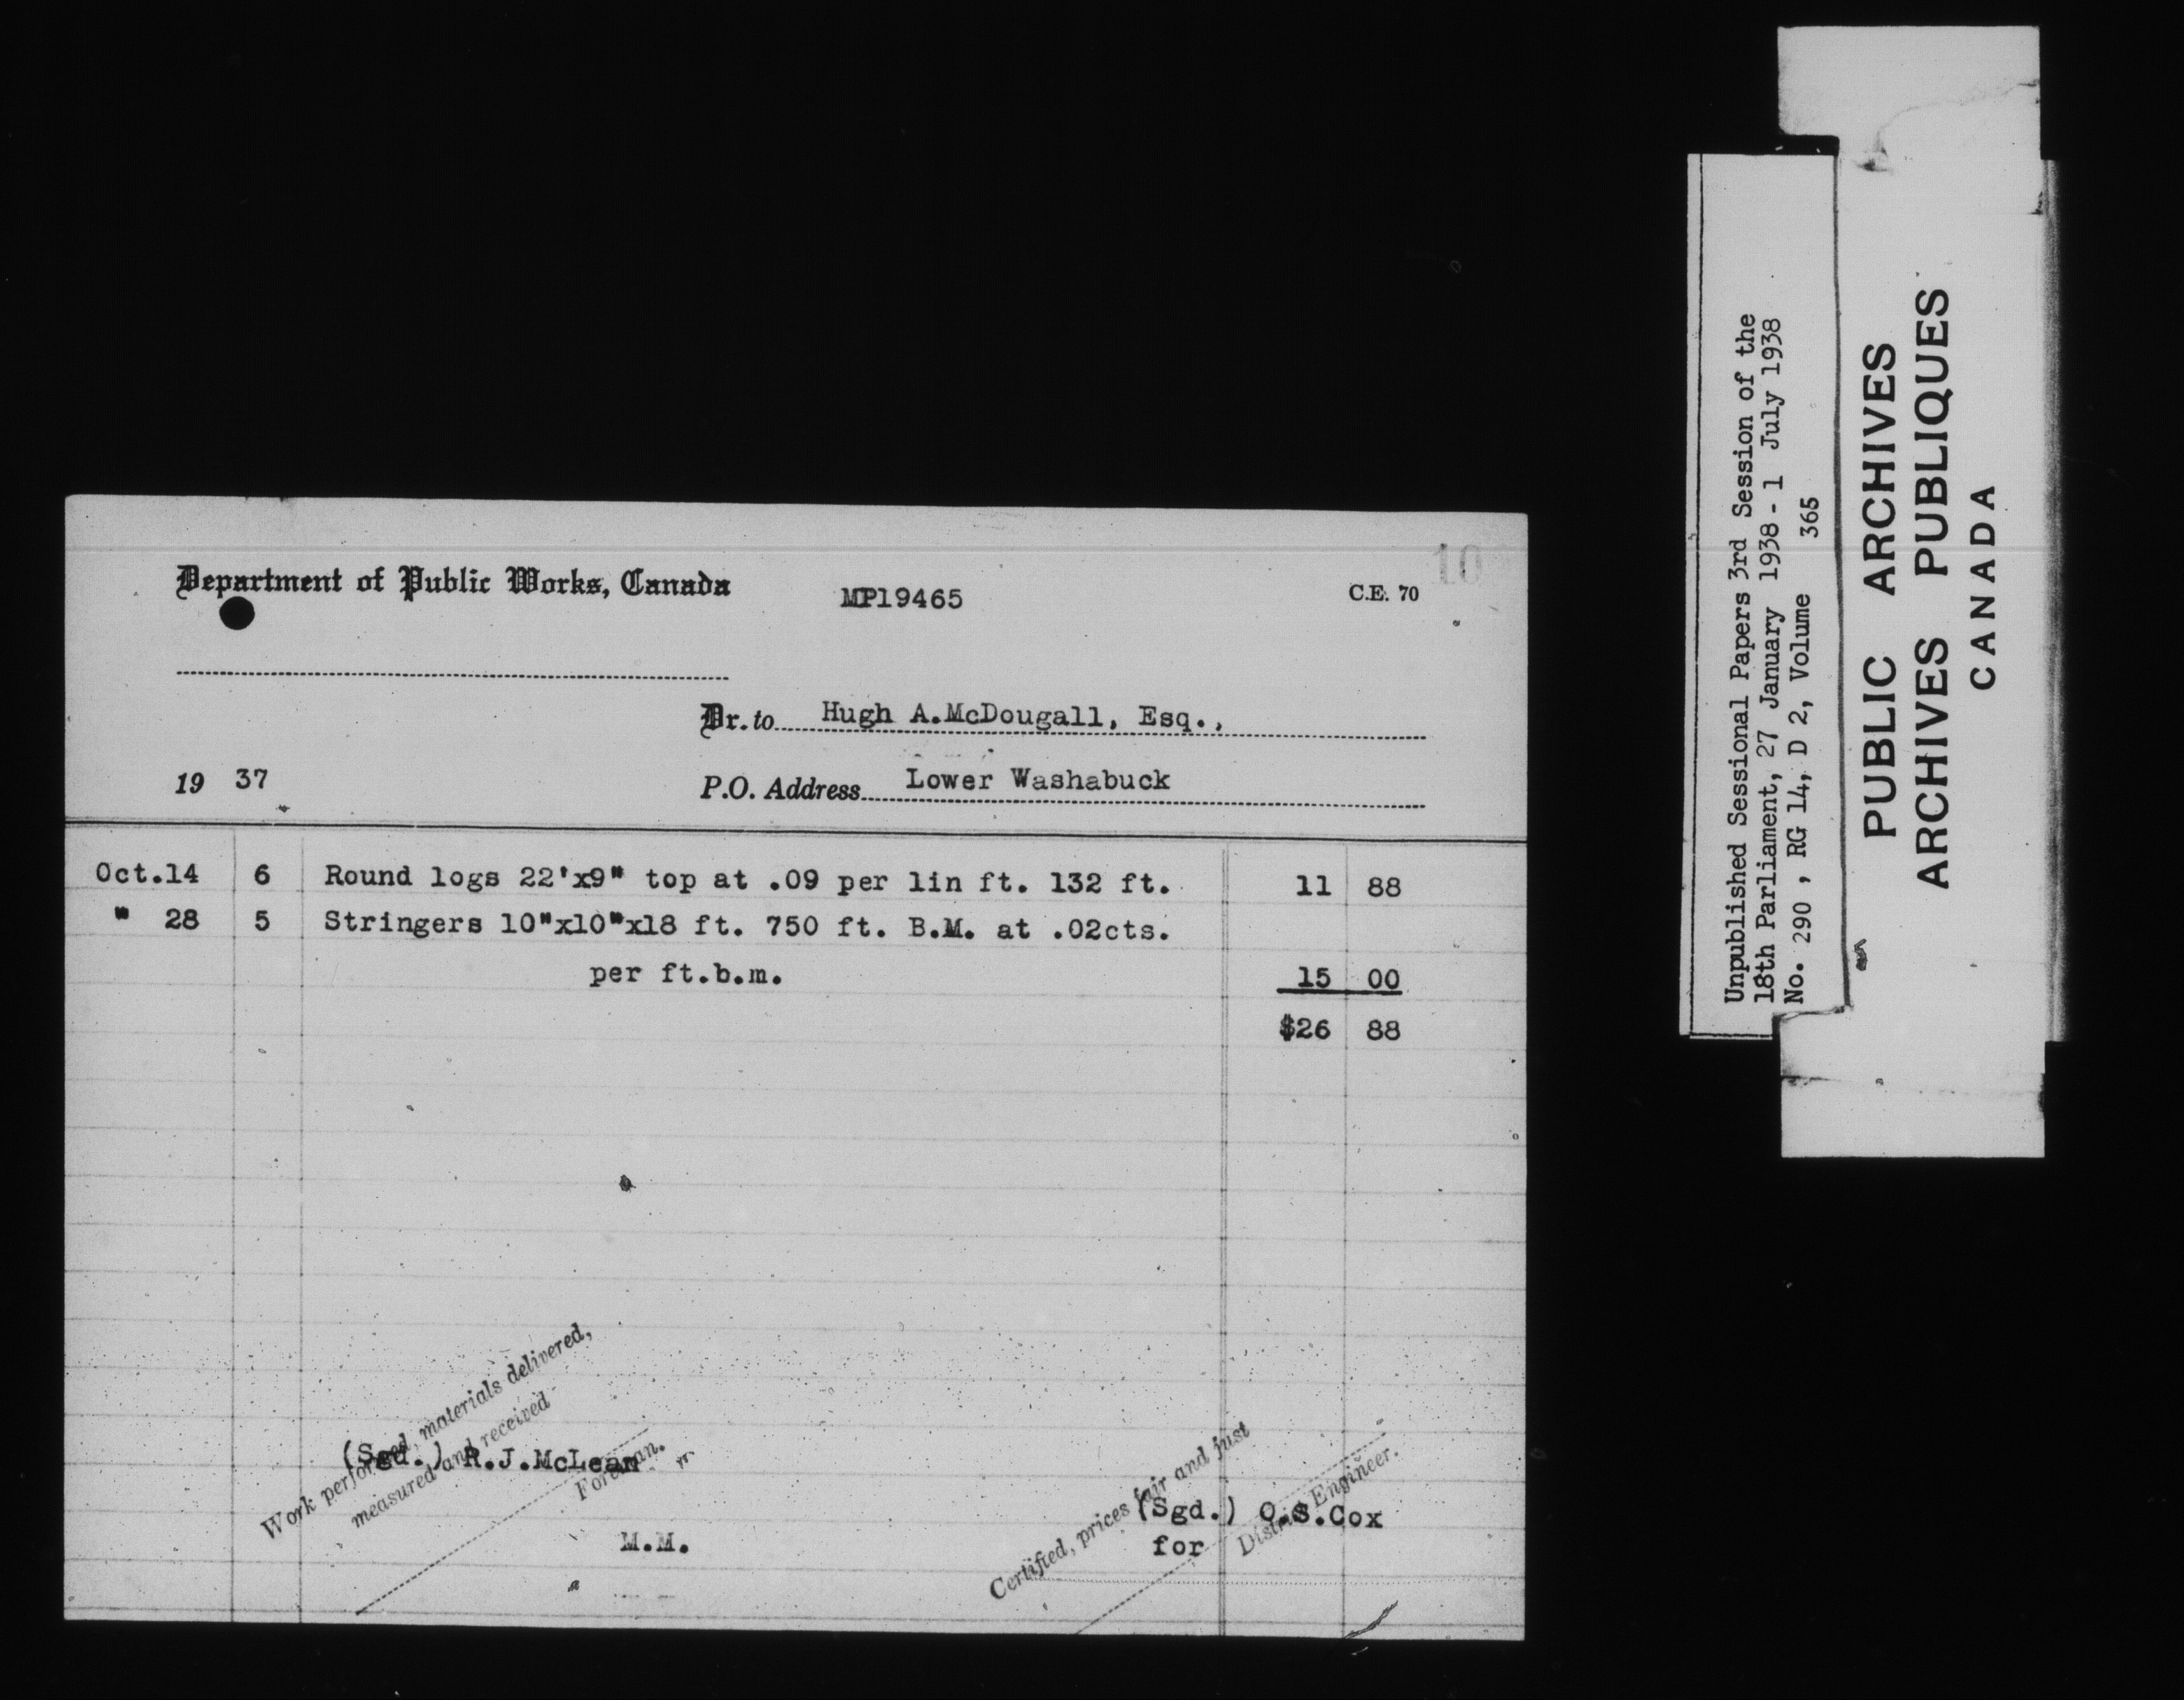 10
Department of Public Works, Canada
MP19465
C.E. 70
Dr. to Hugh A.McDougall, Esq.,
19 37
P.O. Address Lower Washabuck
Oct.14 6 Round logs 22'x9" top at .09 per lin ft. 132 ft. 11 88
" 28 5 Stringers 10"x10"x18 ft. 750 ft. B.M. at .02cts.
per ft.b.m. 15 00
$26 88
Work performed, materials delivered,
measured and received
(Sgd.) R.J.McLean
Foreman.
M.M.
Certified, prices fair and just
(Sgd.) O.S.Cox
for
District Engineer.
Unpublished Sessional Papers 3rd Session of the
18th Parliament, 27 January 1938 - 1 July 1938
No. 290 , RG 14, D 2, Volume 365
PUBLIC ARCHIVES
ARCHIVES PUBLIQUES
CANADA